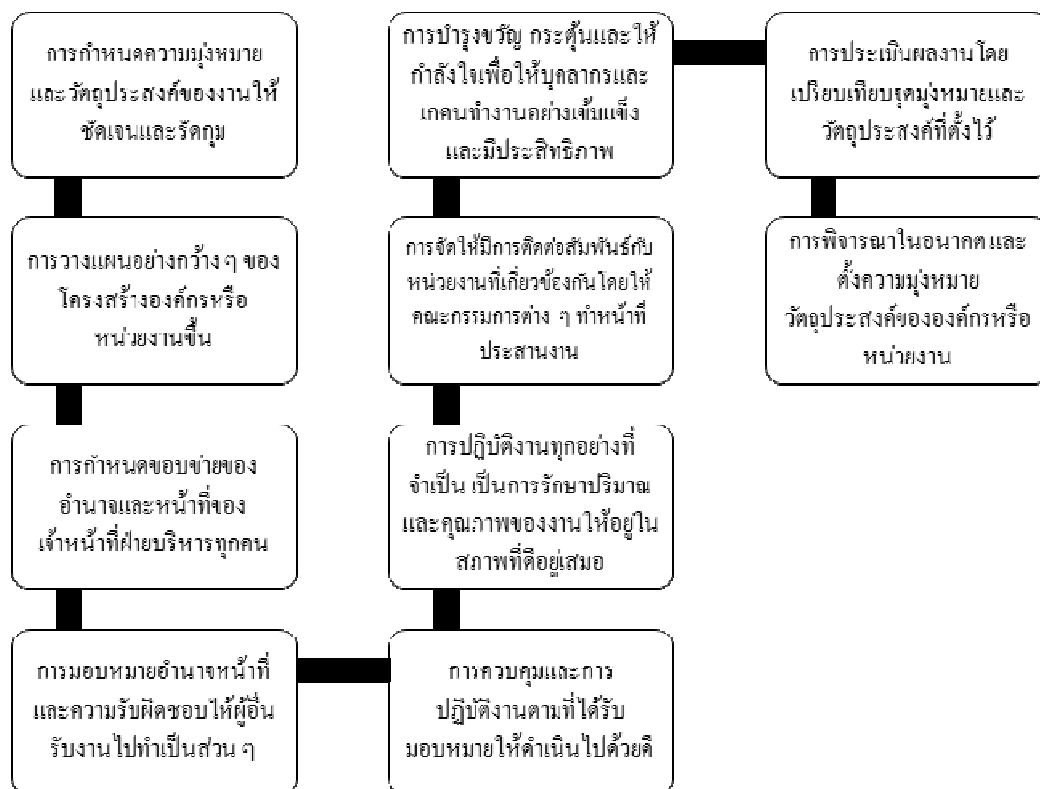 การกำหนดความมุ่งหมาย
และวัตถุประสงค์ของงานให้
ชัดเจนและรัดกุม
การวางแผนอย่างกว้าง ๆ ของ
โครงสร้างองค์กรหรือ
หน่วยงานขึ้น
การกำหนดขอบข่ายของ
อำนาจและหน้าที่ของ
เจ้าหน้าที่ฝ่ายบริหารทุกคน
การมอบหมายอำนาจหน้าที่
และความรับผิดชอบให้ผู้อื่น
รับงานไปทำเป็นส่วน ๆ
การควบคุมและการ
ปฏิบัติงานตามที่ได้รับ
มอบหมายให้ดำเนินไปด้วยดี
การปฏิบัติงานทุกอย่างที่
จำเป็น เป็นการรักษาปริมาณ
และคุณภาพของงานให้อยู่ใน
สภาพที่ดีอยู่เสมอ
การจัดให้มีการติดต่อสัมพันธ์กับ
หน่วยงานที่เกี่ยวข้องกันโดยให้
คณะกรรมการต่าง ๆ ทำหน้าที่
ประสานงาน
การบำรุงขวัญ กระตุ้นและให้
กำลังใจเพื่อให้บุคลากรและ
ทำงานอย่างเข้มแข็ง
และมีประสิทธิภาพ
การประเมินผลงานโดย
เปรียบเทียบจุดมุ่งหมายและ
วัตถุประสงค์ที่ตั้งไว้
การพิจารณาในอนาคตและ
ตั้งความมุ่งหมาย
วัตถุประสงค์ขององค์กรหรือ
หน่วยงาน